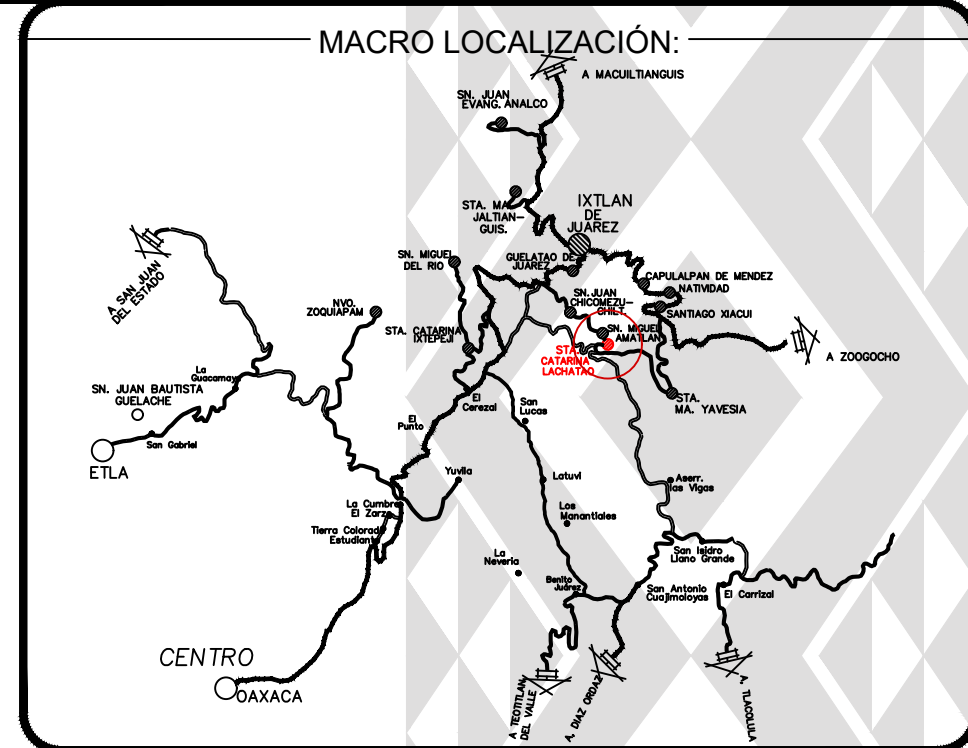 MACRO LOCALIZACIÓN:
A MACUILTIANGUIS
SN. JUAN
EVANG. ANALCO
STA. MA.
JALTIAN-
GUIS.
IXTLAN
DE
JUAREZ
A SAN JUAN
DEL ESTADO
SN. MIGUEL
DEL RIO
GUELATAO DE
JUAREZ
CAPULALPAN DE MENDEZ
NATIVIDAD
NVO.
ZOQUIAPAM
SN. JUAN
CHICOMEZU-
CHILT.
SANTIAGO XIACUI
STA. CATARINA
IXTEPEJI
SN. MIGUEL
AMATLAN
STA.
CATARINA
LACHATAO
A ZOOGOCHO
La
Guacamay
SN. JUAN BAUTISTA
GUELACHE
El
Cerezal
San
Lucas
STA.
MA. YAVESIA
El
Punto
San Gabriel
ETLA
Yuvila
Latuvi
Aserr.
las Vigas
La Cumbre
El Zarz
Los
Manantiales
Tierra Colorad
Estudiant
La
Neveria
San Isidro
Llano Grande
Benito
Juárez
San Antonio
Cuajimoloyas
El Carrizal
CENTRO
OAXACA
A TEOTITLAN
DEL VALLE
A. DIAZ ORDAZ
A. TLACOLULA